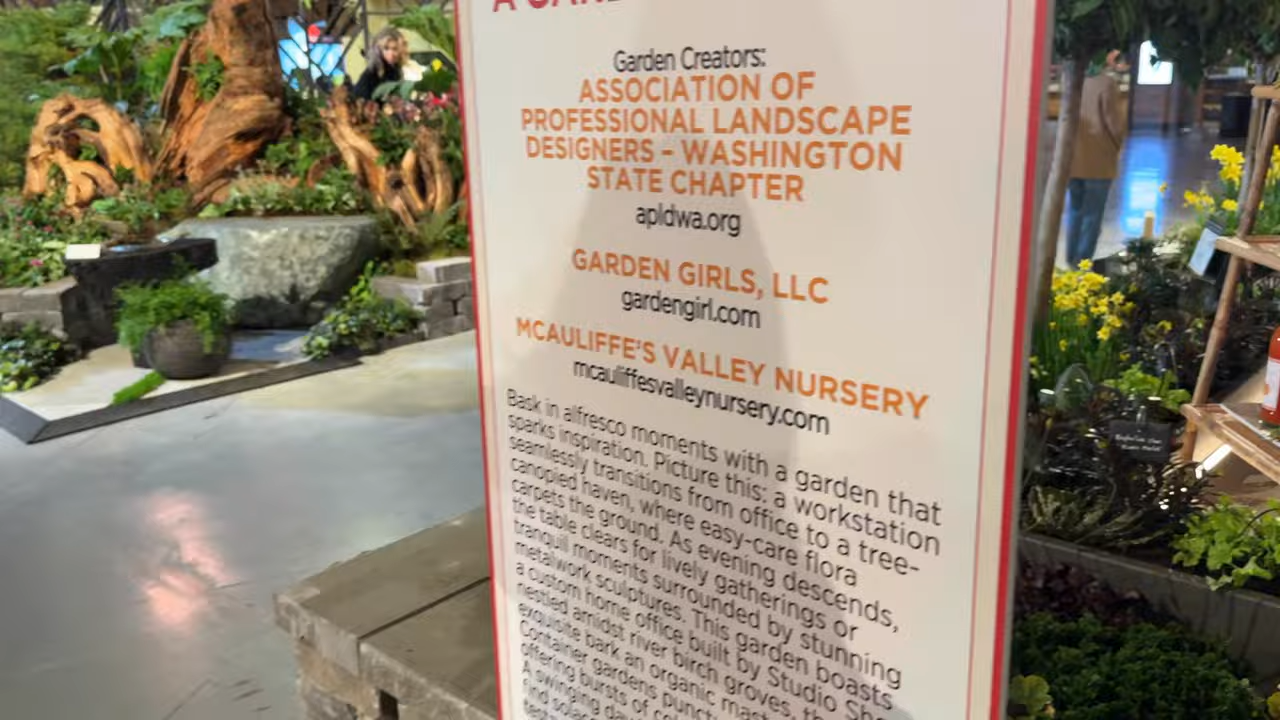 Garden Creators:
ASSOCIATION OF
PROFESSIONAL LANDSCAPE
DESIGNERS – WASHINGTON
STATE CHAPTER
apldwa.org
GARDEN GIRLS, LLC
gardengirl.com
MCAULIFFE'S VALLEY NURSERY
mcauliffesvalleynursery.com
Bask in alfresco moments with a garden that
sparks inspiration. Picture this: a workstation
seamlessly transitions from office to a tree-
canopied haven, where easy-care flora
carpets the ground. As evening descends,
the table clears for lively gatherings or
tranquil moments surrounded by stunning
metalwork sculptures. This garden boasts
a custom home office built by Studio
nestled amidst river birch groves,
exquisite bark an organic
Container gardens
offering bursts of
A swinging